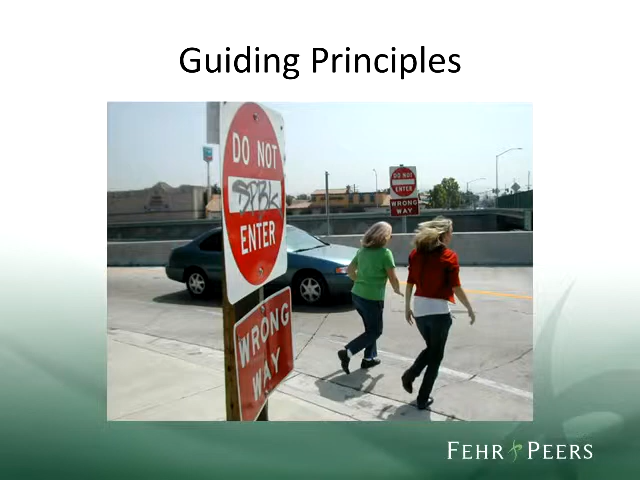 Guiding Principles
DO NOT
ENTER
WRONG
WAY
DO NOT
ENTER
WRONG
WAY
FEHR PEERS